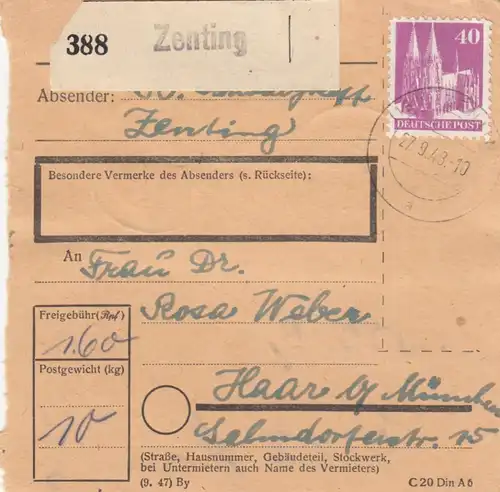 388 Zenting
40
DEUTSCHE POST
27.9.48.-10
a
Absender:
Zenting
Besondere Vermerke des Absenders (s. Rückseite):
An Frau Dr.
Rosa Weber
Freigebühr (Rpf)
1.60
Postgewicht (kg)
10
Haar b/ München
15
(Straße, Hausnummer, Gebäudeteil, Stockwerk,
bei Untermietern auch Name des Vermieters)
(9. 47) By
C 20 Din A 6